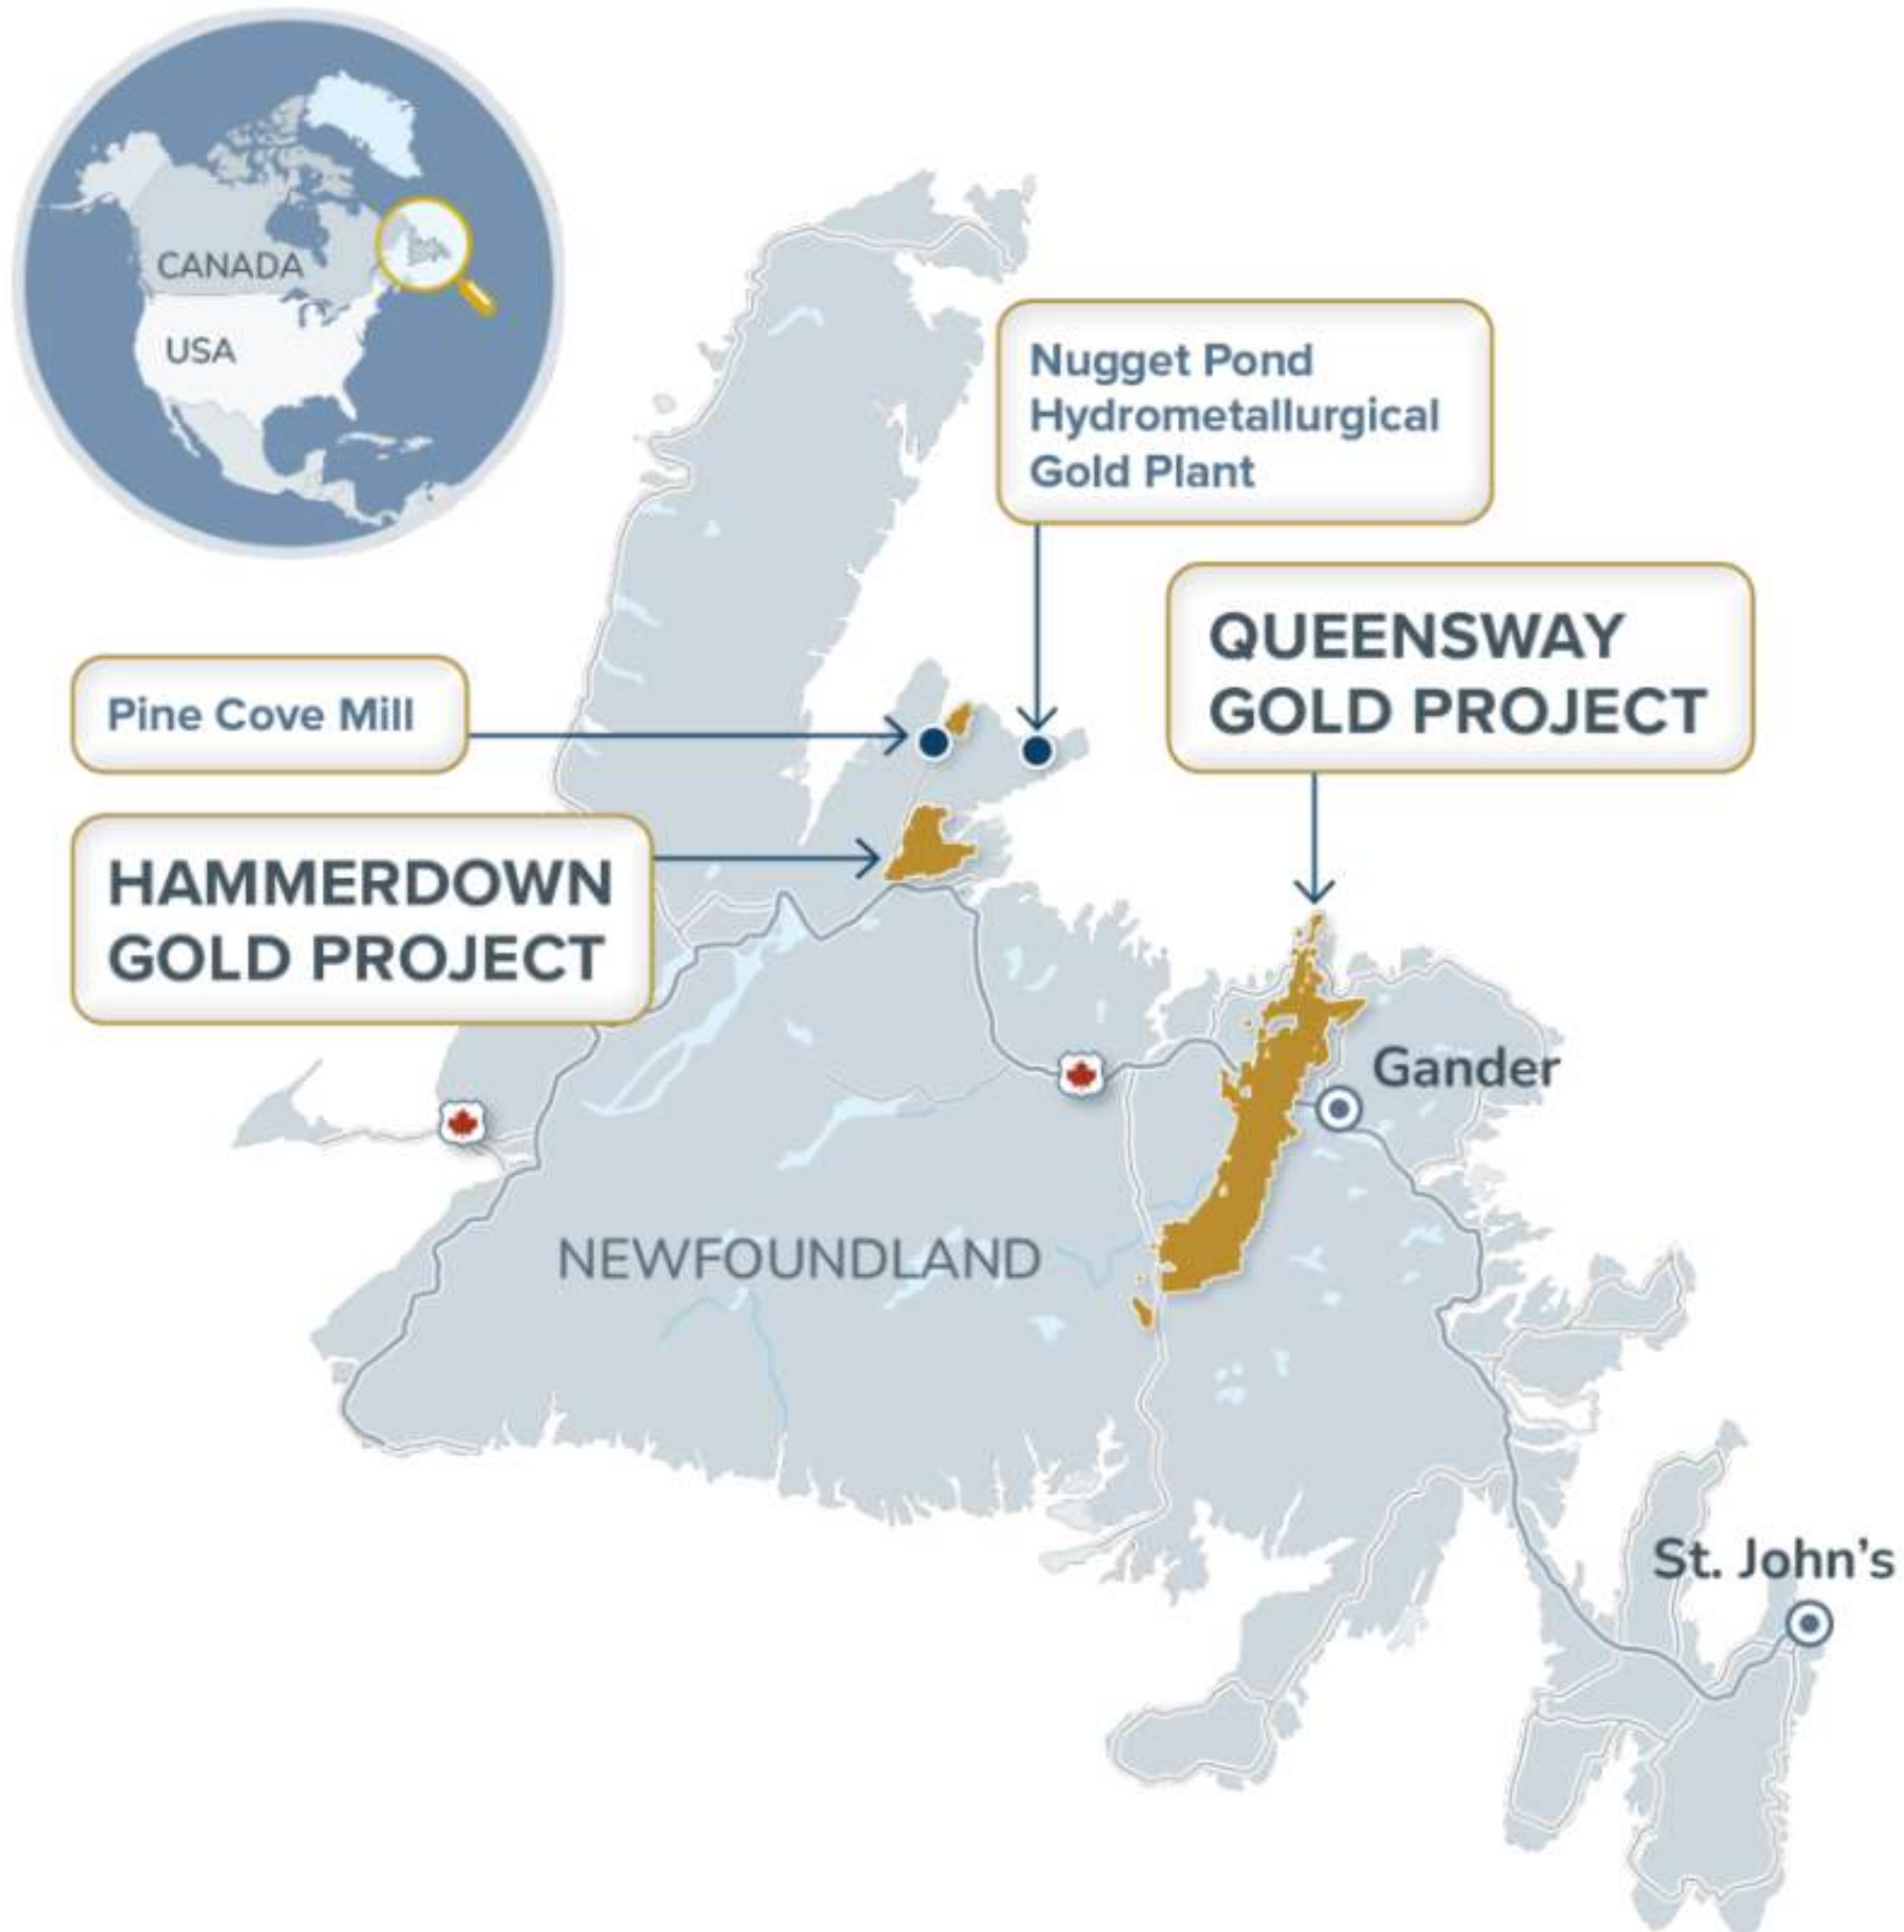 CANADA
USA
Nugget Pond
Hydrometallurgical
Gold Plant
QUEENSWAY
GOLD PROJECT
Pine Cove Mill
HAMMERDOWN
GOLD PROJECT
Gander
NEWFOUNDLAND
St. John's